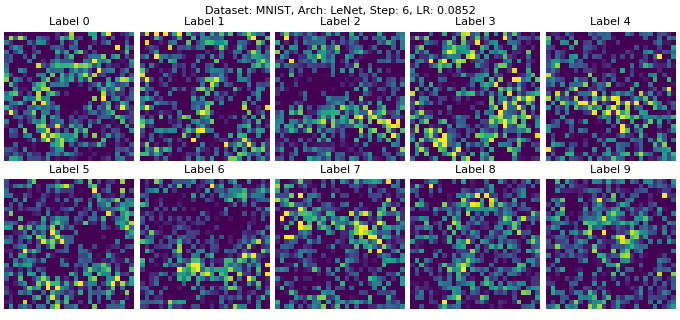 Dataset: MNIST, Arch: LeNet, Step: 6, LR: 0.0852
Label 0
Label 1
Label 2
Label 3
Label 4
Label 5
Label 6
Label 7
Label 8
Label 9